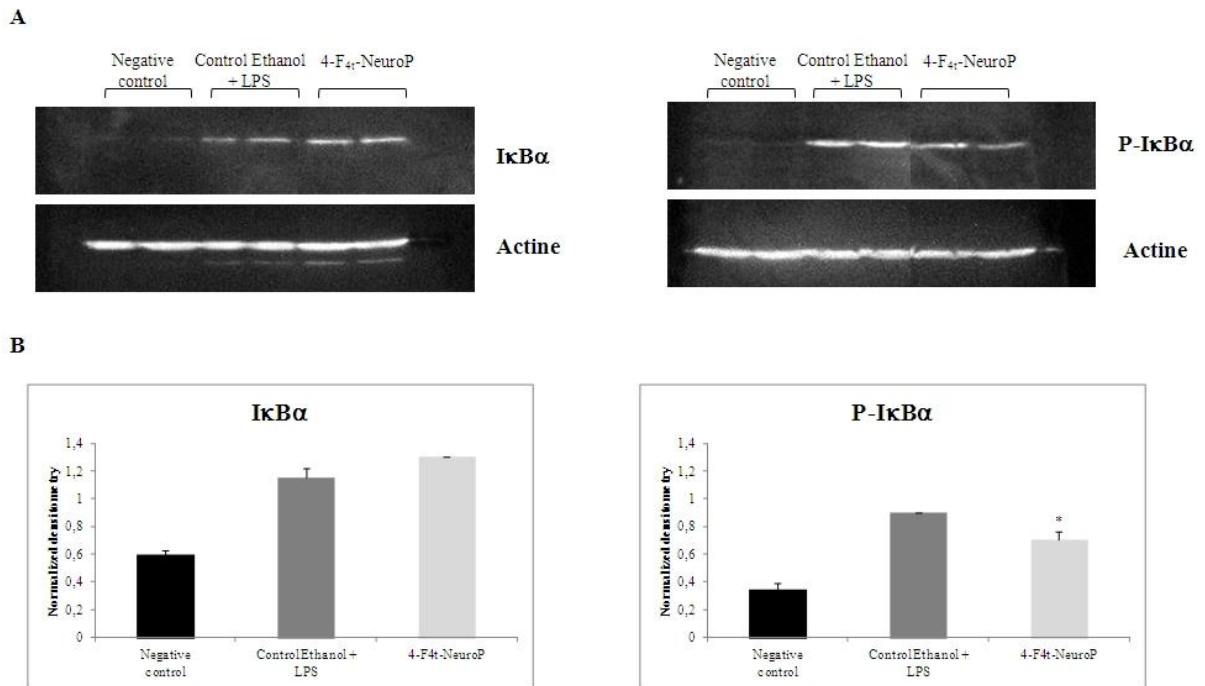 A
Negative control
Control Ethanol + LPS
4-F4t-NeuroP
IκBα
Actine
Negative control
Control Ethanol + LPS
4-F4t-NeuroP
P-IκBα
Actine
B
IκBα
Normalized densitometry
1,4
1,2
1
0,8
0,6
0,4
0,2
0
Negative control
Control Ethanol + LPS
4-F4t-NeuroP
P-IκBα
Normalized densitometry
1,4
1,2
1
0,8
0,6
0,4
0,2
0
*
Negative control
Control Ethanol + LPS
4-F4t-NeuroP